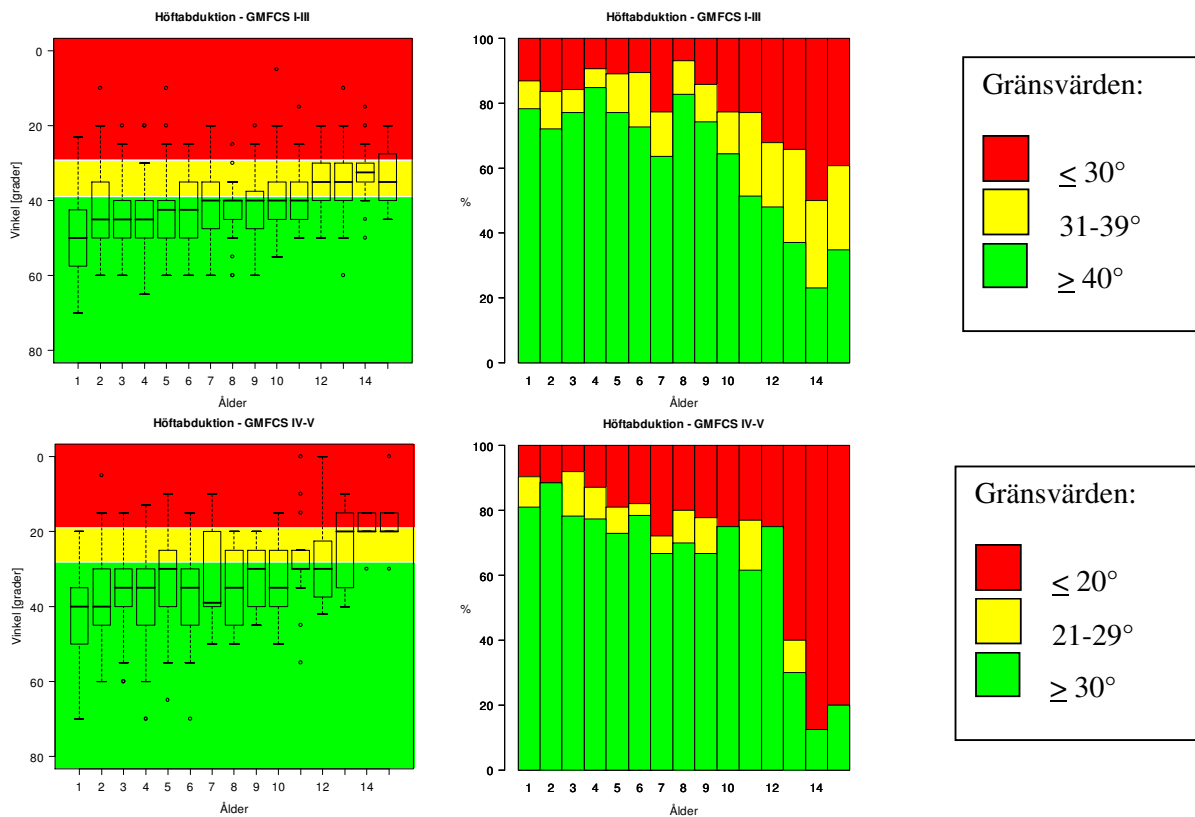 Höftabduktion - GMFCS I-III
Vinkel [grader]
0
20
40
60
80
1 2 3 4 5 6 7 8 9 10 12 14
Ålder
Höftabduktion - GMFCS I-III
%
100
80
60
40
20
0
1 2 3 4 5 6 7 8 9 10 12 14
Ålder
Gränsvärden:
≤ 30°
31-39°
≥ 40°
Höftabduktion - GMFCS IV-V
Vinkel [grader]
0
20
40
60
80
1 2 3 4 5 6 7 8 9 10 12 14
Ålder
Höftabduktion - GMFCS IV-V
%
100
80
60
40
20
0
1 2 3 4 5 6 7 8 9 10 12 14
Ålder
Gränsvärden:
≤ 20°
21-29°
≥ 30°